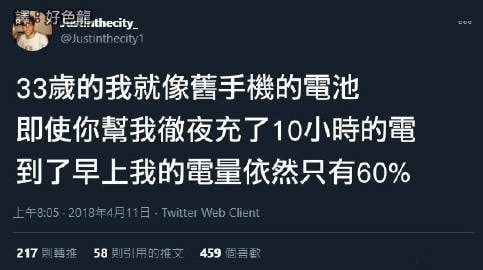 譯：好色龍
Justinthecity_
@Justinthecity1
33歲的我就像舊手機的電池
即使你幫我徹夜充了10小時的電
到了早上我的電量依然只有60%
上午8:05 · 2018年4月11日 · Twitter Web Client
217 則轉推 58 則引用的推文 459 個喜歡